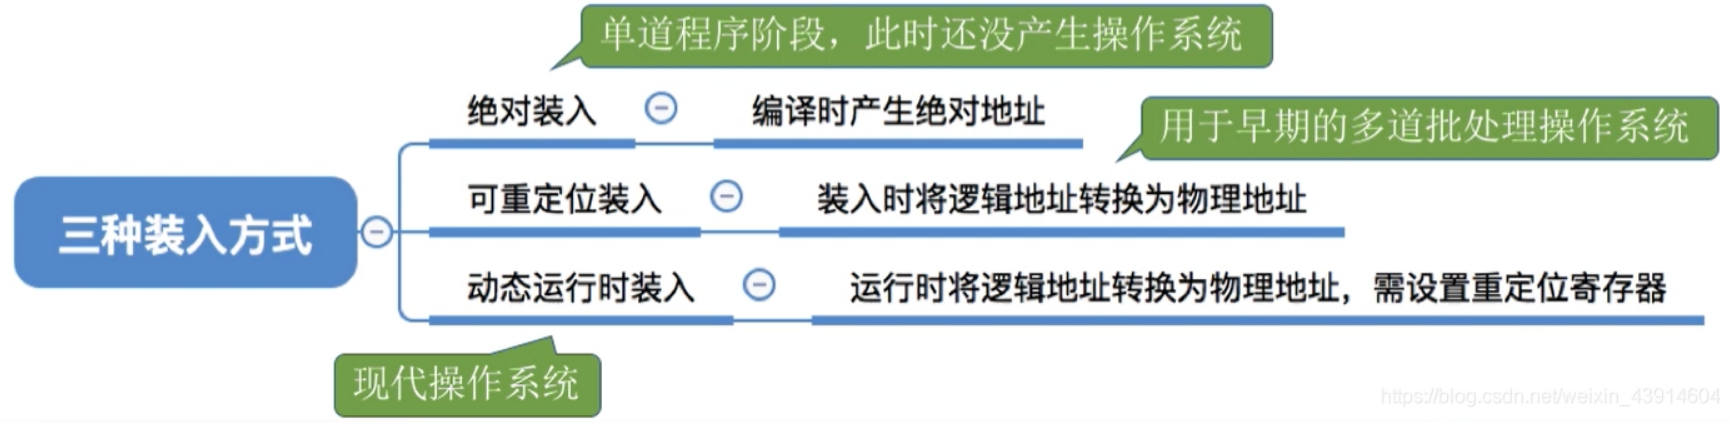 单道程序阶段，此时还没产生操作系统
绝对装入
编译时产生绝对地址
用于早期的多道批处理操作系统
三种装入方式
可重定位装入
装入时将逻辑地址转换为物理地址
动态运行时装入
运行时将逻辑地址转换为物理地址，需设置重定位寄存器
现代操作系统
https://blog.csdn.net/weixin_43914604